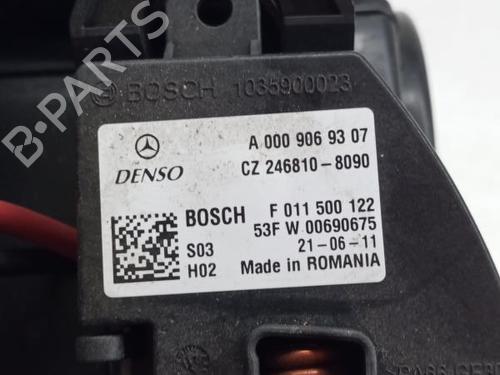 B-PARTS
BOSCH 1035900023
A 000 906 93 07
DENSO CZ 246810-8090
BOSCH F 011 500 122
53F W 00690675
S03 21-06-11
H02 Made in ROMANIA